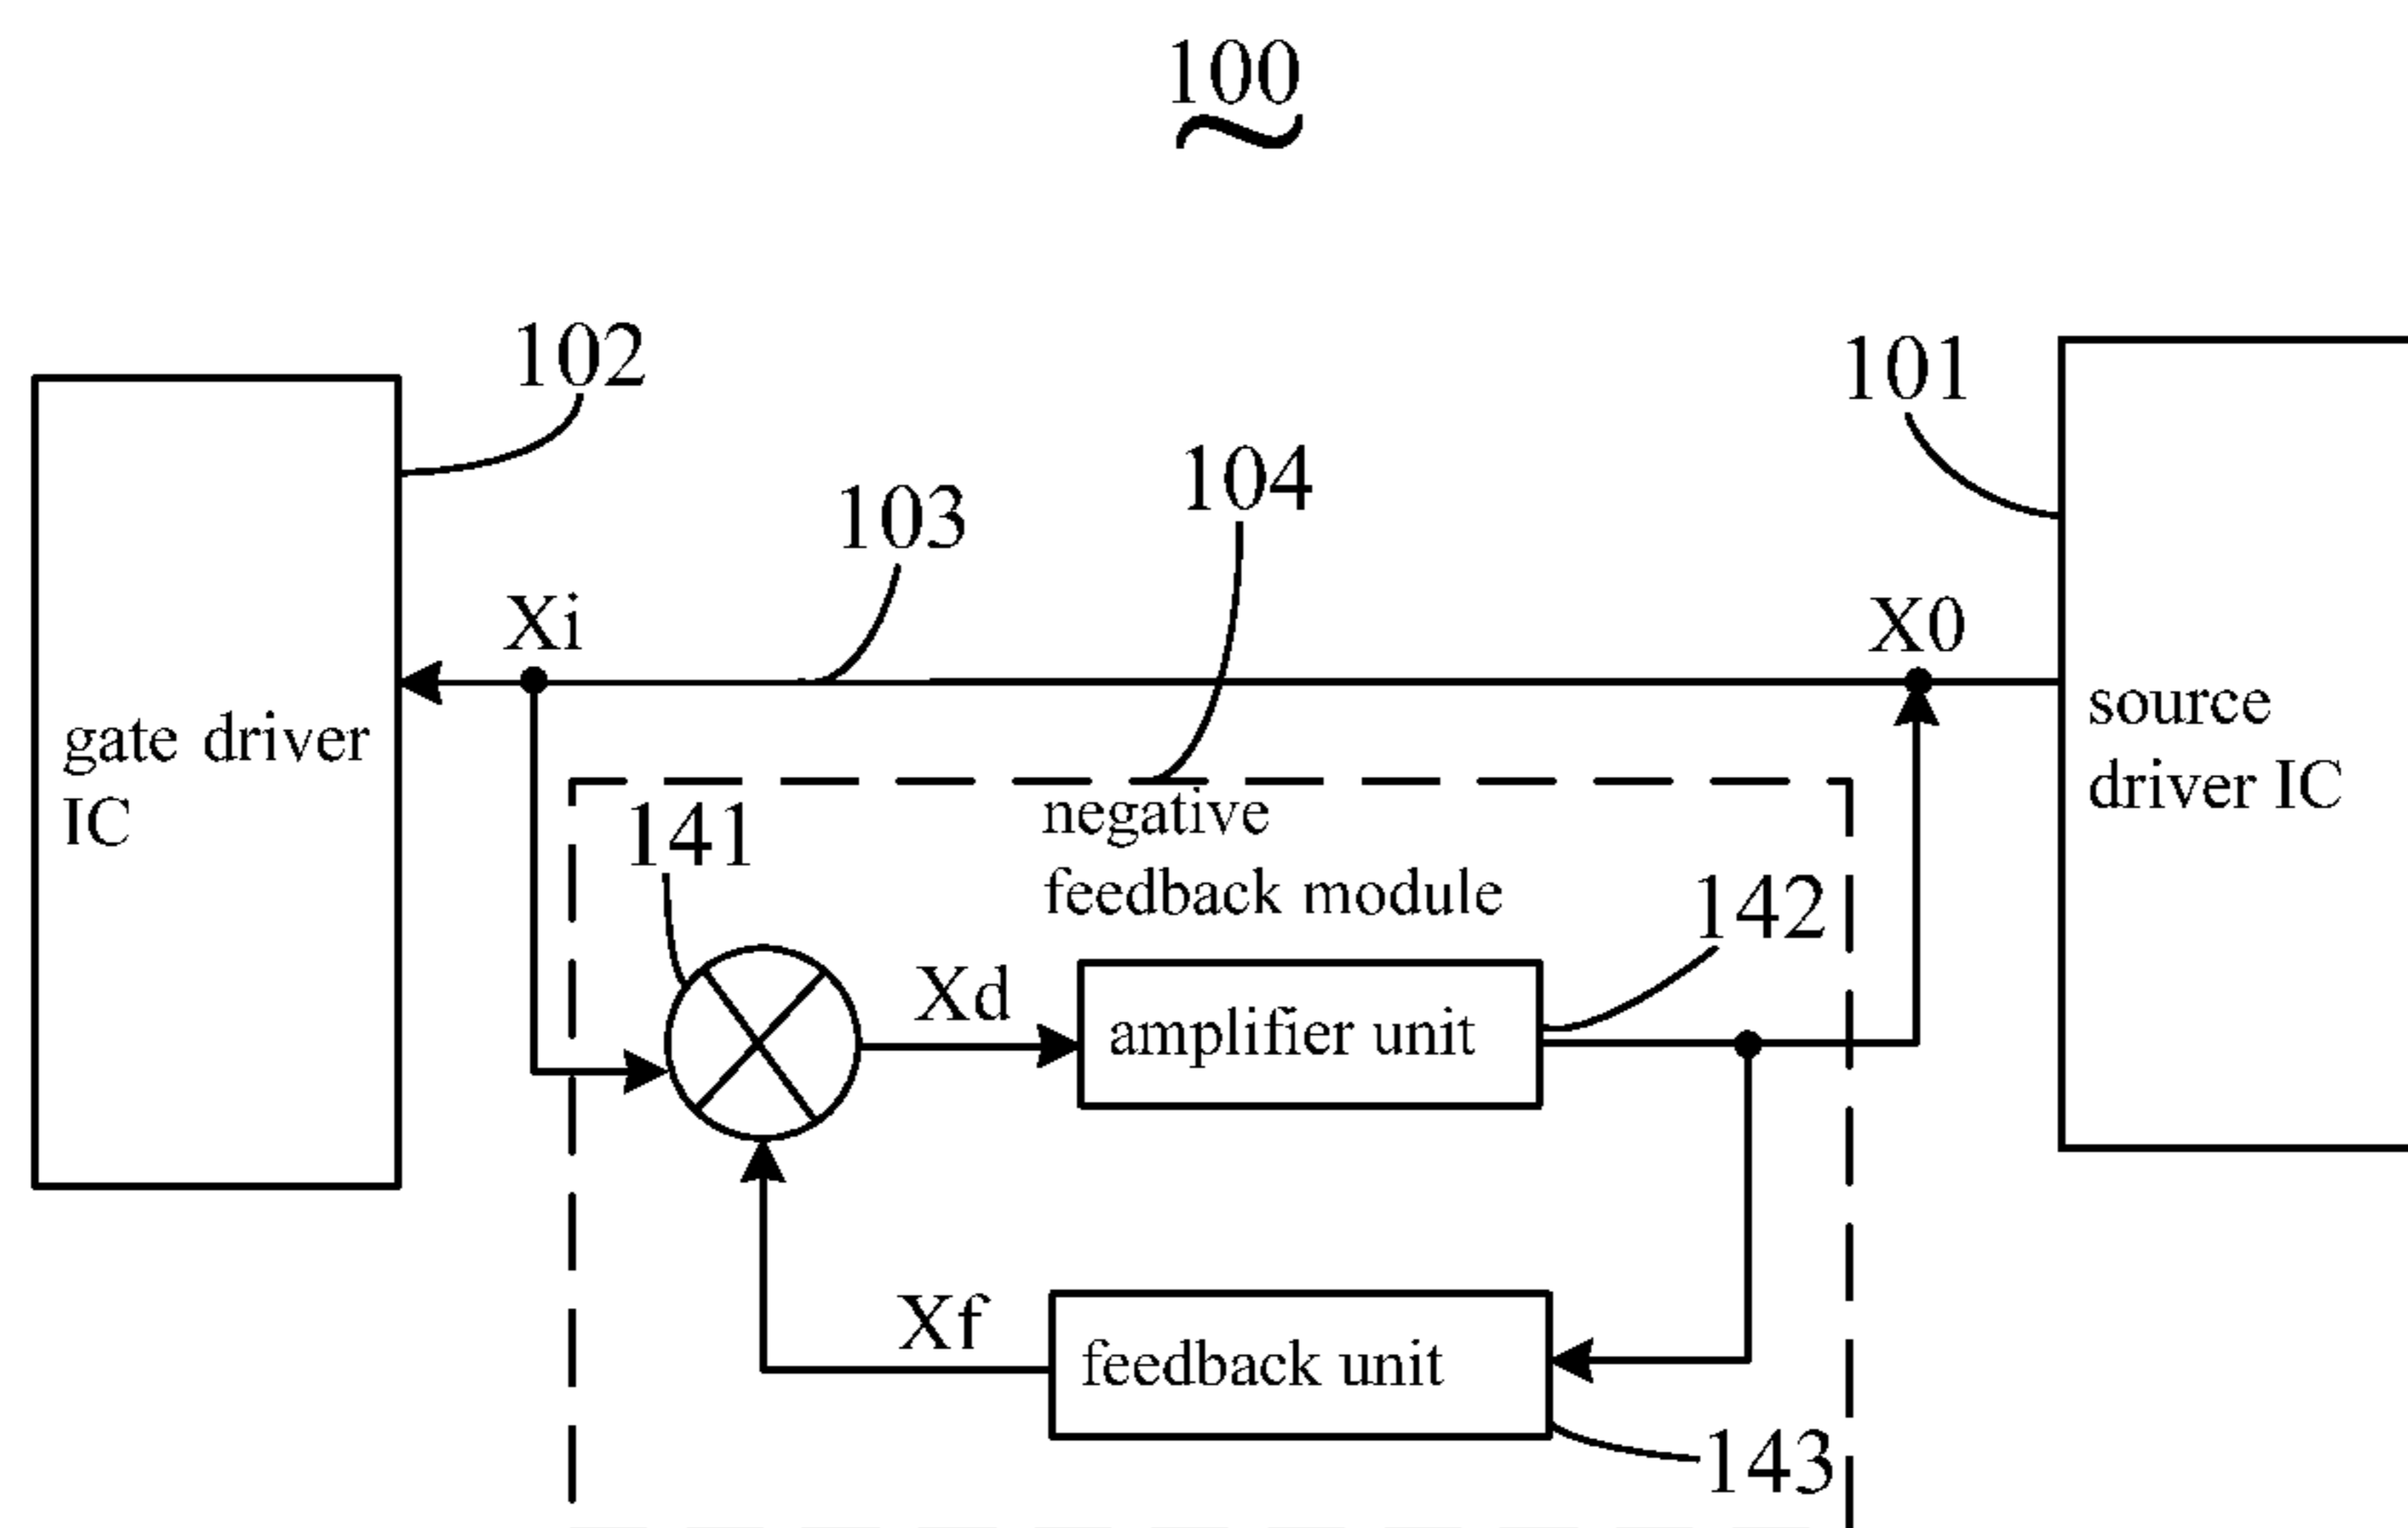 100
102
101
104
103
Xi
X0
gate driver
IC
source
driver IC
negative
feedback module
141
142
Xd
amplifier unit
Xf
feedback unit
143